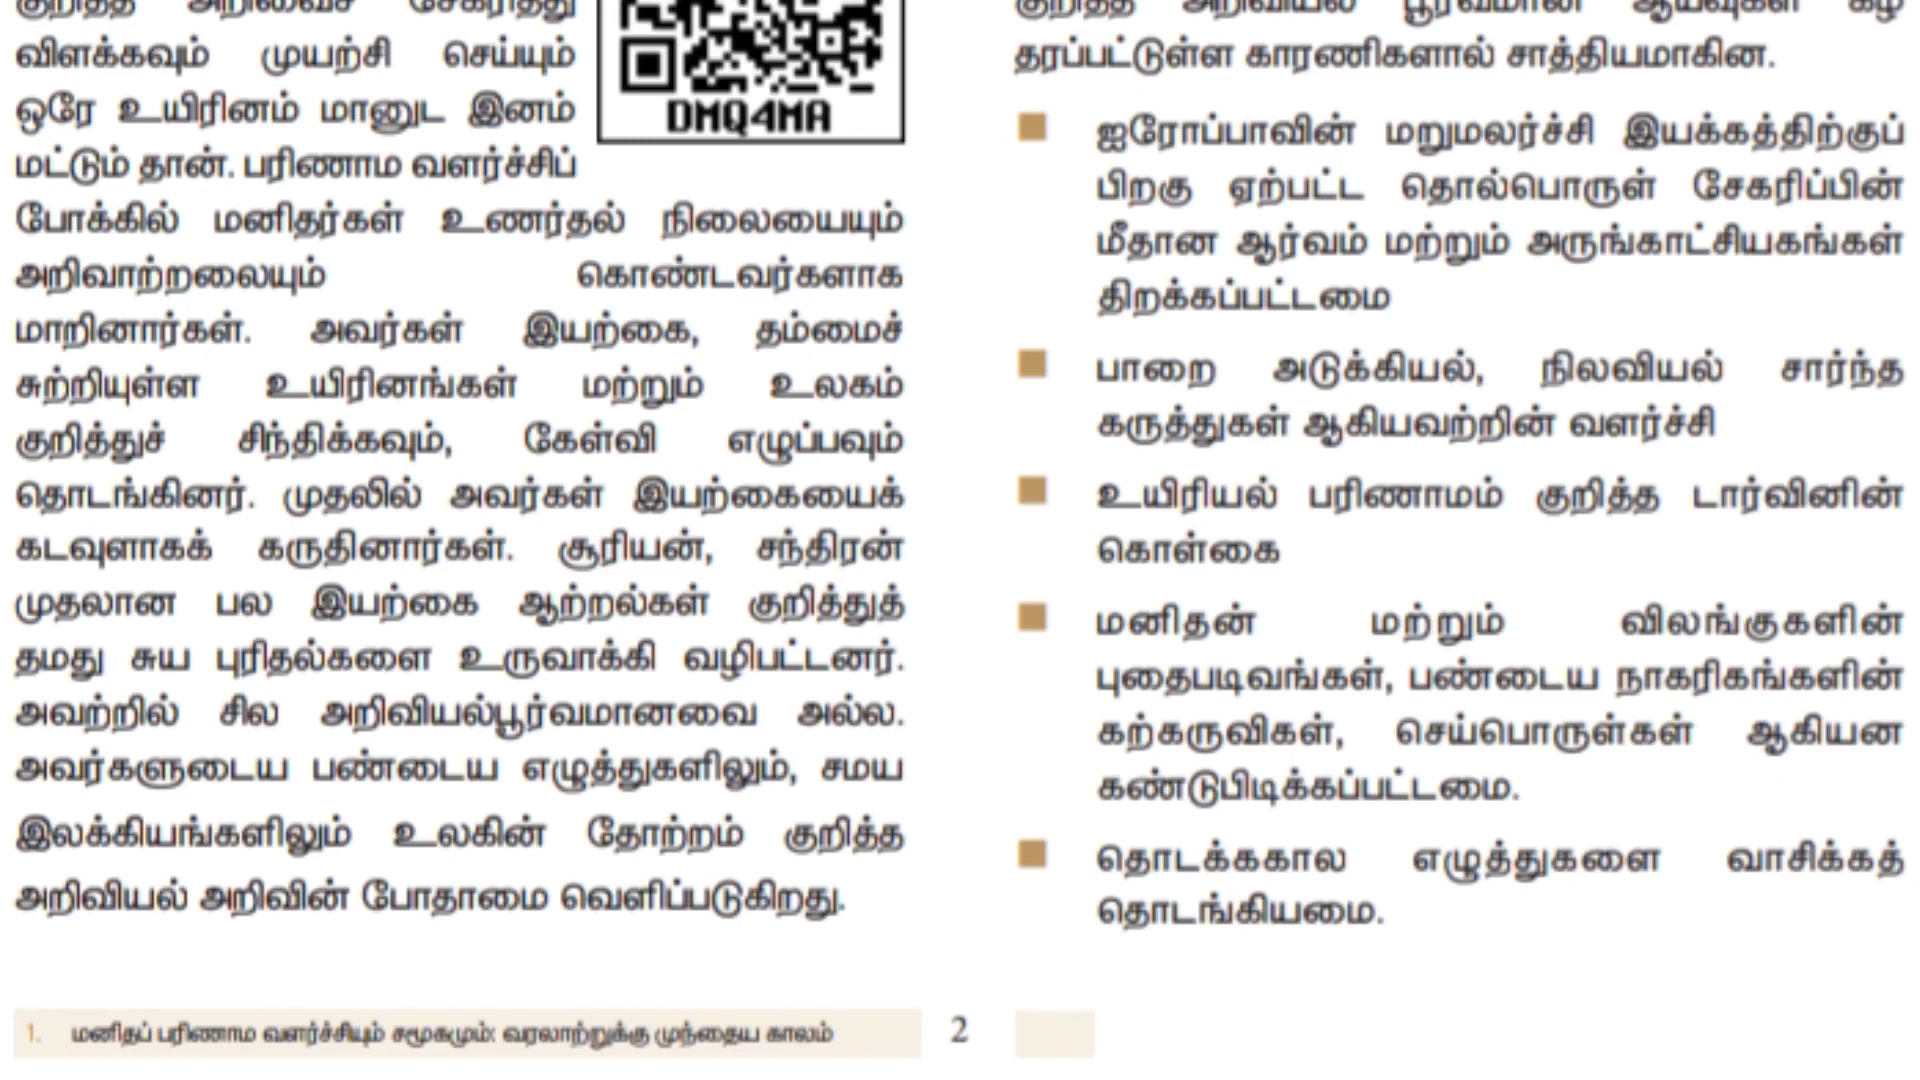 குறித்த அறிவைச் சேகரித்து
விளக்கவும் முயற்சி செய்யும்
ஒரே உயிரினம் மானுட இனம்
மட்டும் தான். பரிணாம வளர்ச்சிப்
போக்கில் மனிதர்கள் உணர்தல் நிலையையும்
அறிவாற்றலையும் கொண்டவர்களாக
மாறினார்கள். அவர்கள் இயற்கை, தம்மைச்
சுற்றியுள்ள உயிரினங்கள் மற்றும் உலகம்
குறித்துச் சிந்திக்கவும், கேள்வி எழுப்பவும்
தொடங்கினர். முதலில் அவர்கள் இயற்கையைக்
கடவுளாகக் கருதினார்கள். சூரியன், சந்திரன்
முதலான பல இயற்கை ஆற்றல்கள் குறித்துத்
தமது சுய புரிதல்களை உருவாக்கி வழிபட்டனர்.
அவற்றில் சில அறிவியல்பூர்வமானவை அல்ல.
அவர்களுடைய பண்டைய எழுத்துகளிலும், சமய
இலக்கியங்களிலும் உலகின் தோற்றம் குறித்த
அறிவியல் அறிவின் போதாமை வெளிப்படுகிறது.
DMQ4MA
குறித்த அறிவியல் பூர்வமான ஆய்வுகள் கீழ்
தரப்பட்டுள்ள காரணிகளால் சாத்தியமாகின.
ஐரோப்பாவின் மறுமலர்ச்சி இயக்கத்திற்குப்
பிறகு ஏற்பட்ட தொல்பொருள் சேகரிப்பின்
மீதான ஆர்வம் மற்றும் அருங்காட்சியகங்கள்
திறக்கப்பட்டமை
பாறை அடுக்கியல், நிலவியல் சார்ந்த
கருத்துகள் ஆகியவற்றின் வளர்ச்சி
உயிரியல் பரிணாமம் குறித்த டார்வினின்
கொள்கை
மனிதன் மற்றும் விலங்குகளின்
புதைபடிவங்கள், பண்டைய நாகரிகங்களின்
கற்கருவிகள், செய்பொருள்கள் ஆகியன
கண்டுபிடிக்கப்பட்டமை.
தொடக்ககால எழுத்துகளை வாசிக்கத்
தொடங்கியமை.
1. மனிதப் பரிணாம வளர்ச்சியும் சமூகமும்: வரலாற்றுக்கு முந்தைய காலம்
2